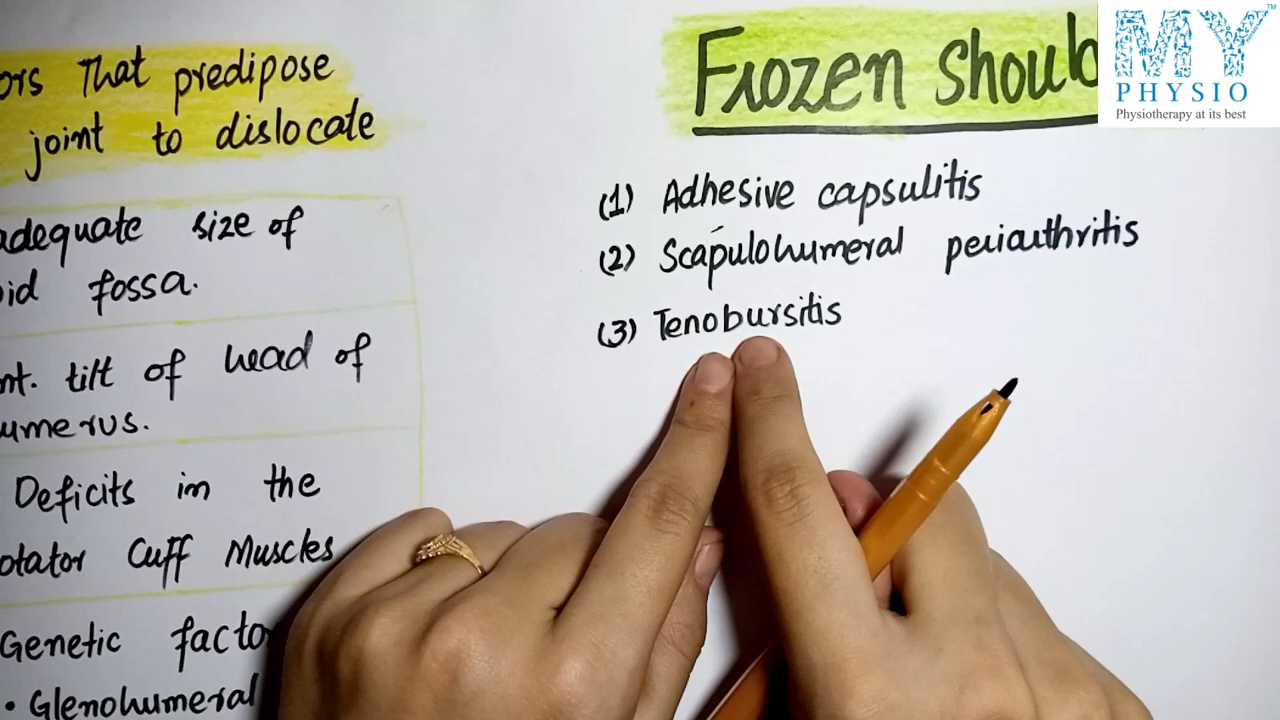 ors That predipose
joint to dislocate
adequate size of
oid fossa.
nt. tilt of head of
umerus.
Deficits in the
otator Cuff Muscles
Genetic factor
• Glenohumeral
Frozen Shoul
(1) Adhesive capsulitis
(2) Scapulohumeral periarthritis
(3) Tenobursitis
MY
PHYSIO
Physiotherapy at its best
TM